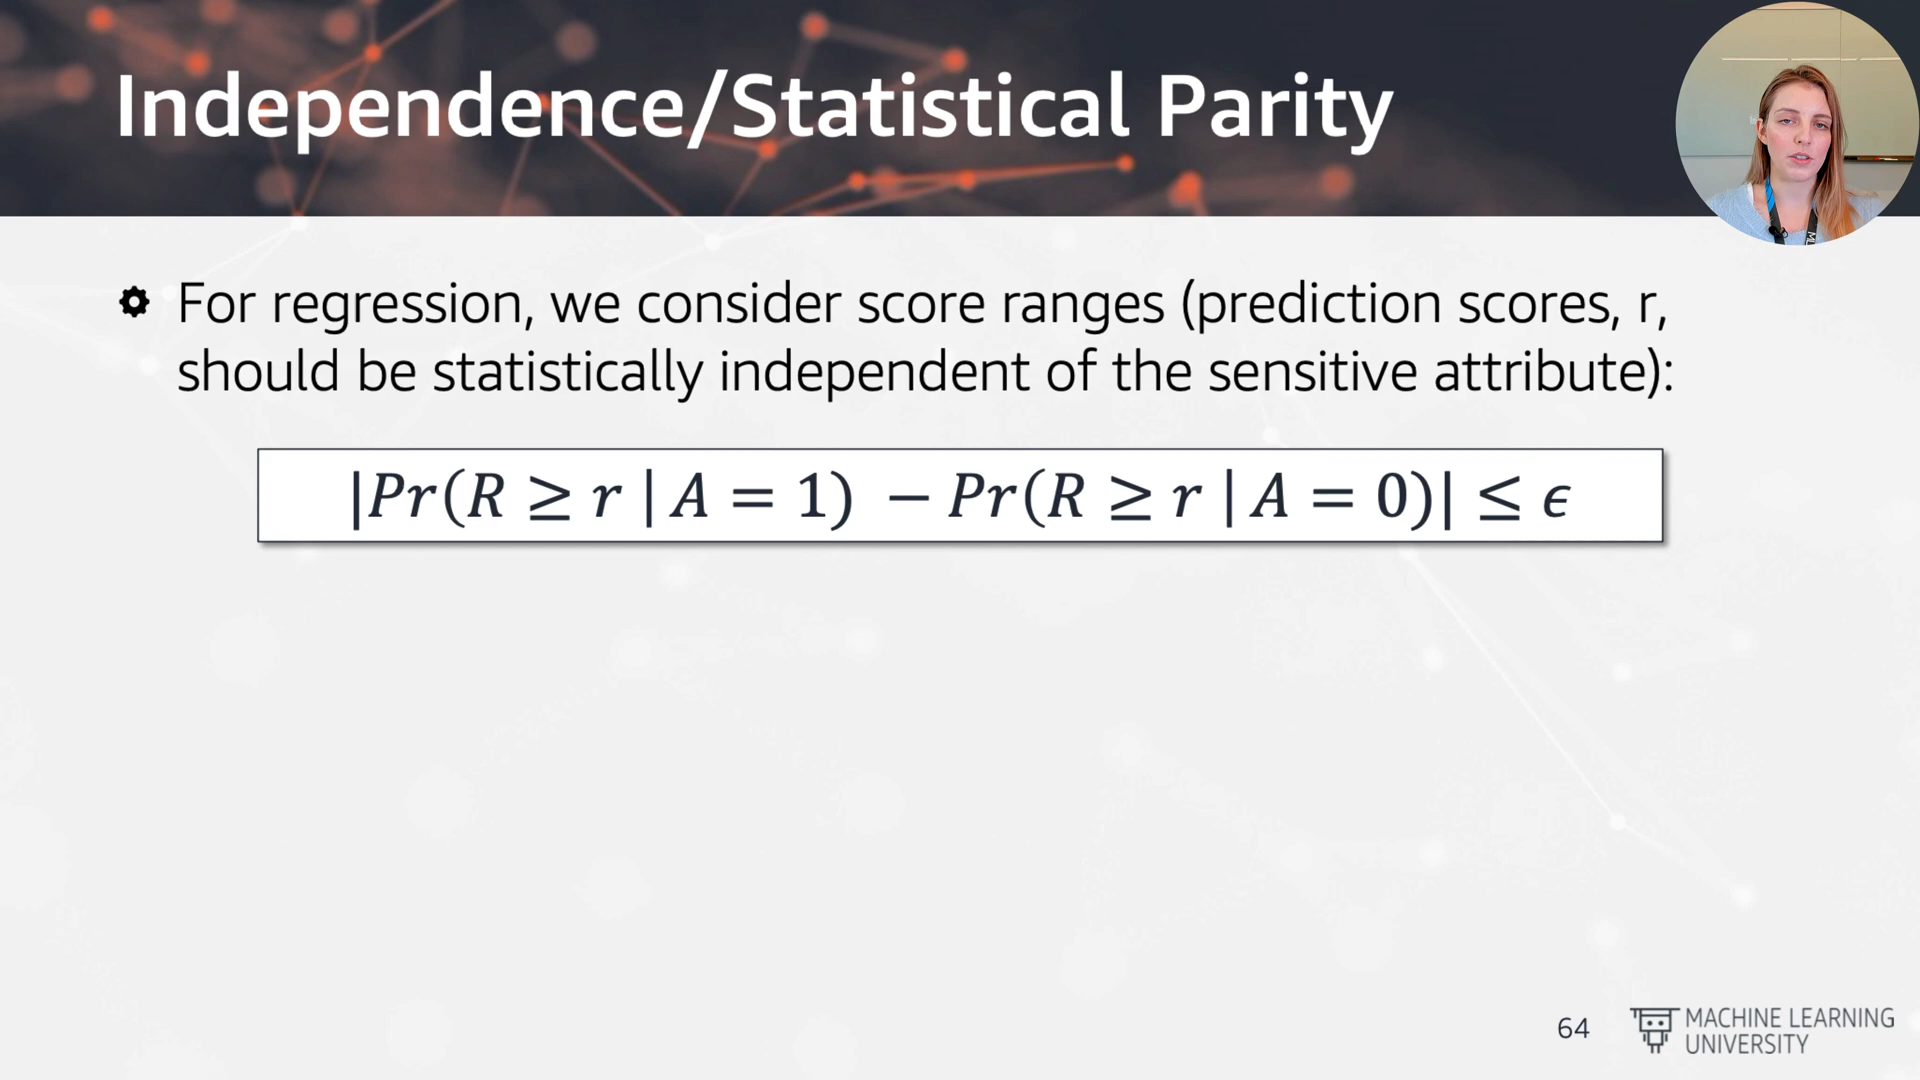 Independence/Statistical Parity
For regression, we consider score ranges (prediction scores, r,
should be statistically independent of the sensitive attribute):
|Pr(R ≥ r | A = 1) − Pr(R ≥ r | A = 0)| ≤ ϵ
64
MACHINE LEARNING
UNIVERSITY